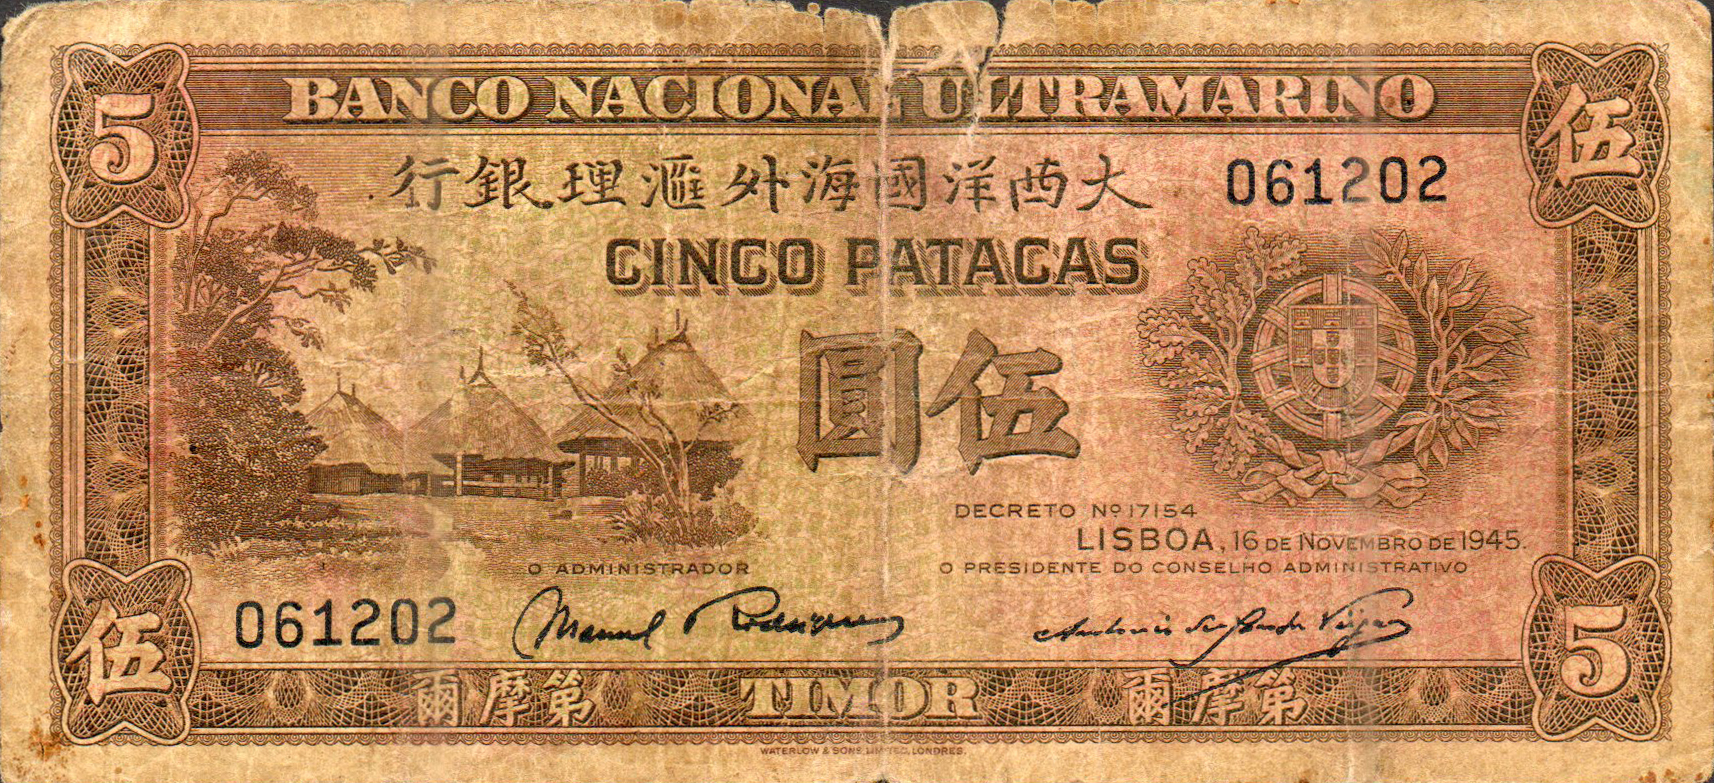 5
BANCO NACIONAL ULTRAMARINO
伍
大西洋國海外滙理銀行
061202
CINCO PATACAS
伍圓
DECRETO Nº 17154
LISBOA, 16 DE NOVEMBRO DE 1945.
O ADMINISTRADOR
O PRESIDENTE DO CONSELHO ADMINISTRATIVO
061202
Manuel Rodrigues
伍
第摩爾
TIMOR
第摩爾
5
WATERLOW & SONS LIMITED, LONDRES.